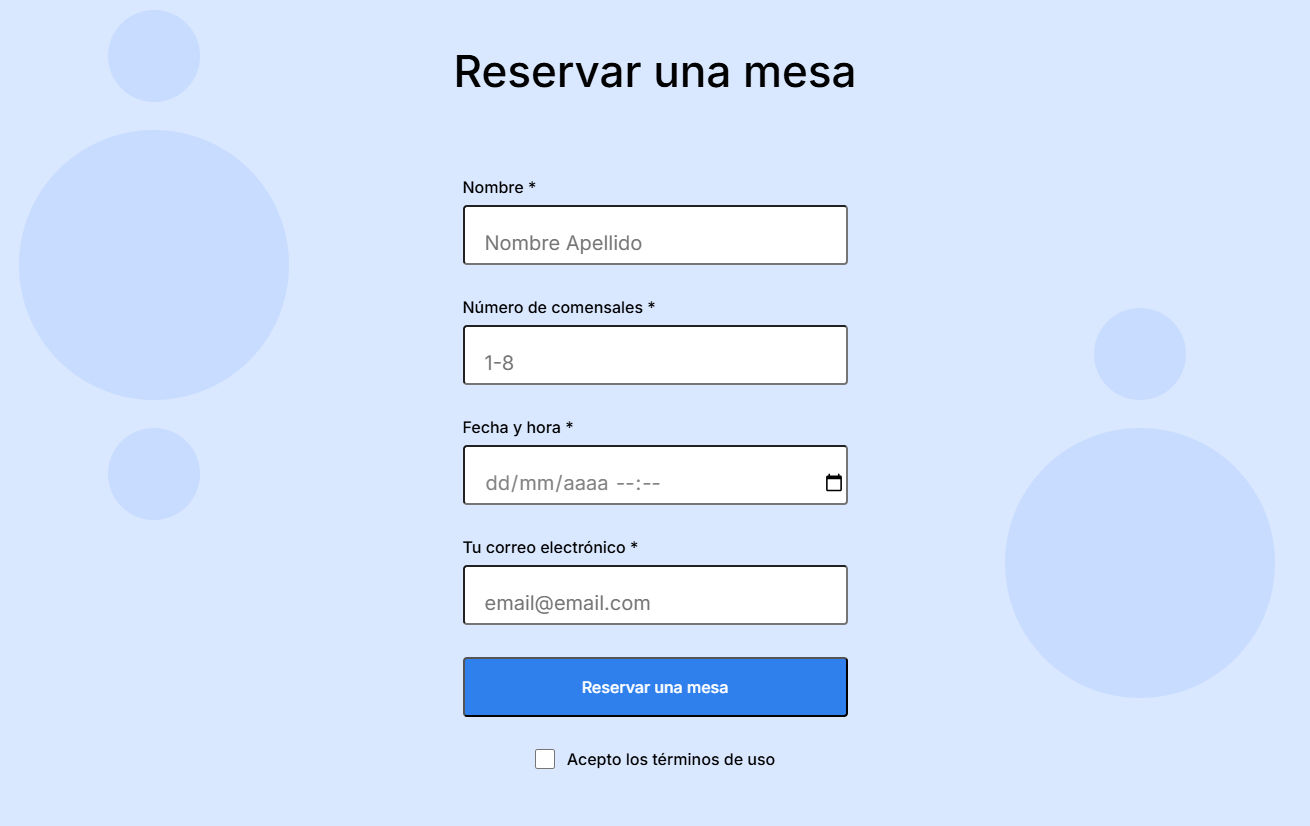 Reservar una mesa
Nombre *
Nombre Apellido
Número de comensales *
1-8
Fecha y hora *
dd/mm/aaaa --:--
Tu correo electrónico *
email@email.com
Reservar una mesa
Acepto los términos de uso